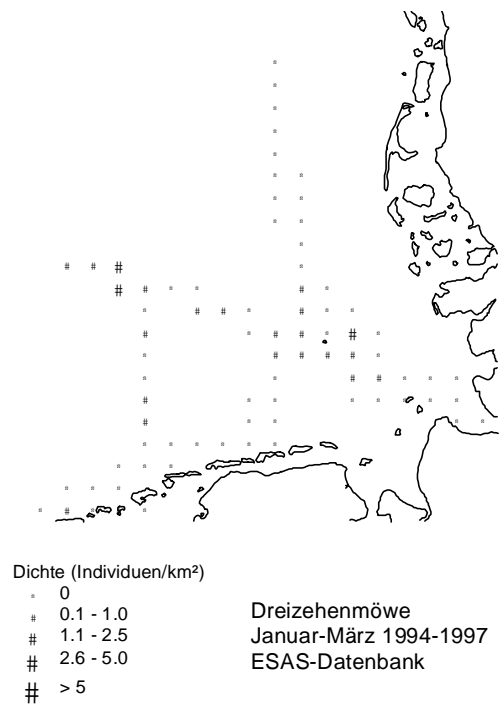 Dichte (Individuen/km²)
0
# 0.1 - 1.0
# 1.1 - 2.5
# 2.6 - 5.0
# > 5
Dreizehenmöwe
Januar-März 1994-1997
ESAS-Datenbank